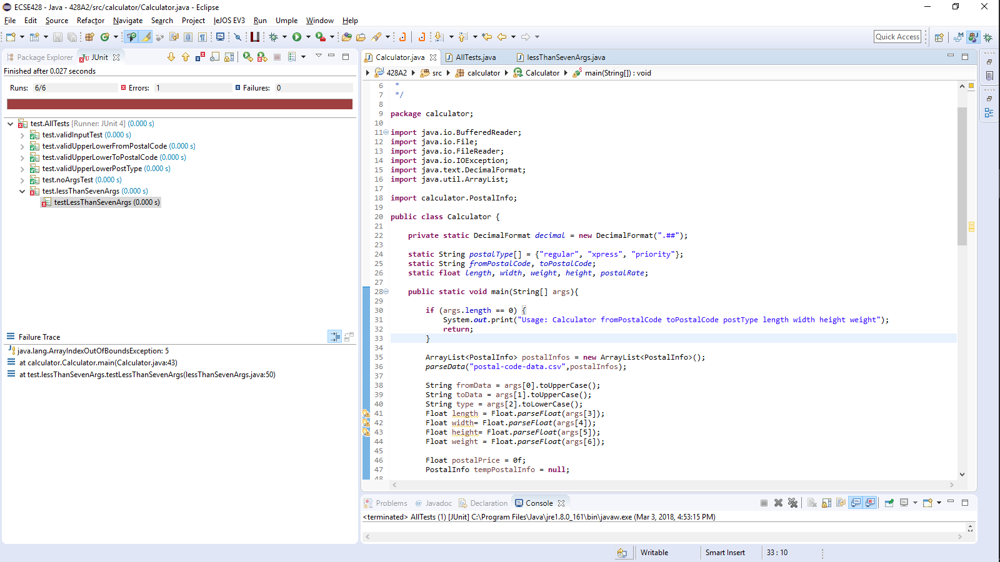 ECSE428 - Java - 428A2/src/calculator/Calculator.java - Eclipse
File Edit Source Refactor Navigate Search Project leJOS EV3 Run Umple Window Help
Quick Access
Package Explorer JUnit
Finished after 0.027 seconds
Runs: 6/6 Errors: 1 Failures: 0
test.AllTests [Runner: JUnit 4] (0.000 s)
test.validInputTest (0.000 s)
test.validUpperLowerFromPostalCode (0.000 s)
test.validUpperLowerToPostalCode (0.000 s)
test.validUpperLowerPostType (0.000 s)
test.noArgsTest (0.000 s)
test.lessThanSevenArgs (0.000 s)
testLessThanSevenArgs (0.000 s)
Failure Trace
java.lang.ArrayIndexOutOfBoundsException: 5
at calculator.Calculator.main(Calculator.java:43)
at test.lessThanSevenArgs.testLessThanSevenArgs(lessThanSevenArgs.java:50)
Calculator.java AllTests.java lessThanSevenArgs.java
428A2 src calculator Calculator main(String[]) : void
6 *
7 */
8
9 package calculator;
10
11 import java.io.BufferedReader;
12 import java.io.File;
13 import java.io.FileReader;
14 import java.io.IOException;
15 import java.text.DecimalFormat;
16 import java.util.ArrayList;
17
18 import calculator.PostalInfo;
19
20 public class Calculator {
21
22 private static DecimalFormat decimal = new DecimalFormat(".##");
23
24 static String postalType[] = {"regular", "xpress", "priority"};
25 static String fromPostalCode, toPostalCode;
26 static float length, width, weight, height, postalRate;
27
28 public static void main(String[] args){
29
30 if (args.length == 0) {
31 System.out.print("Usage: Calculator fromPostalCode toPostalCode postType length width height weight");
32 return;
33 }
34
35 ArrayList<PostalInfo> postalInfos = new ArrayList<PostalInfo>();
36 parseData("postal-code-data.csv",postalInfos);
37
38 String fromData = args[0].toUpperCase();
39 String toData = args[1].toUpperCase();
40 String type = args[2].toLowerCase();
41 Float length = Float.parseFloat(args[3]);
42 Float width= Float.parseFloat(args[4]);
43 Float height= Float.parseFloat(args[5]);
44 Float weight = Float.parseFloat(args[6]);
45
46 Float postalPrice = 0f;
47 PostalInfo tempPostalInfo = null;
48
Problems @ Javadoc Declaration Console
<terminated> AllTests (1) [JUnit] C:\Program Files\Java\jre1.8.0_161\bin\javaw.exe (Mar 3, 2018, 4:53:15 PM)
Writable Smart Insert 33 : 10